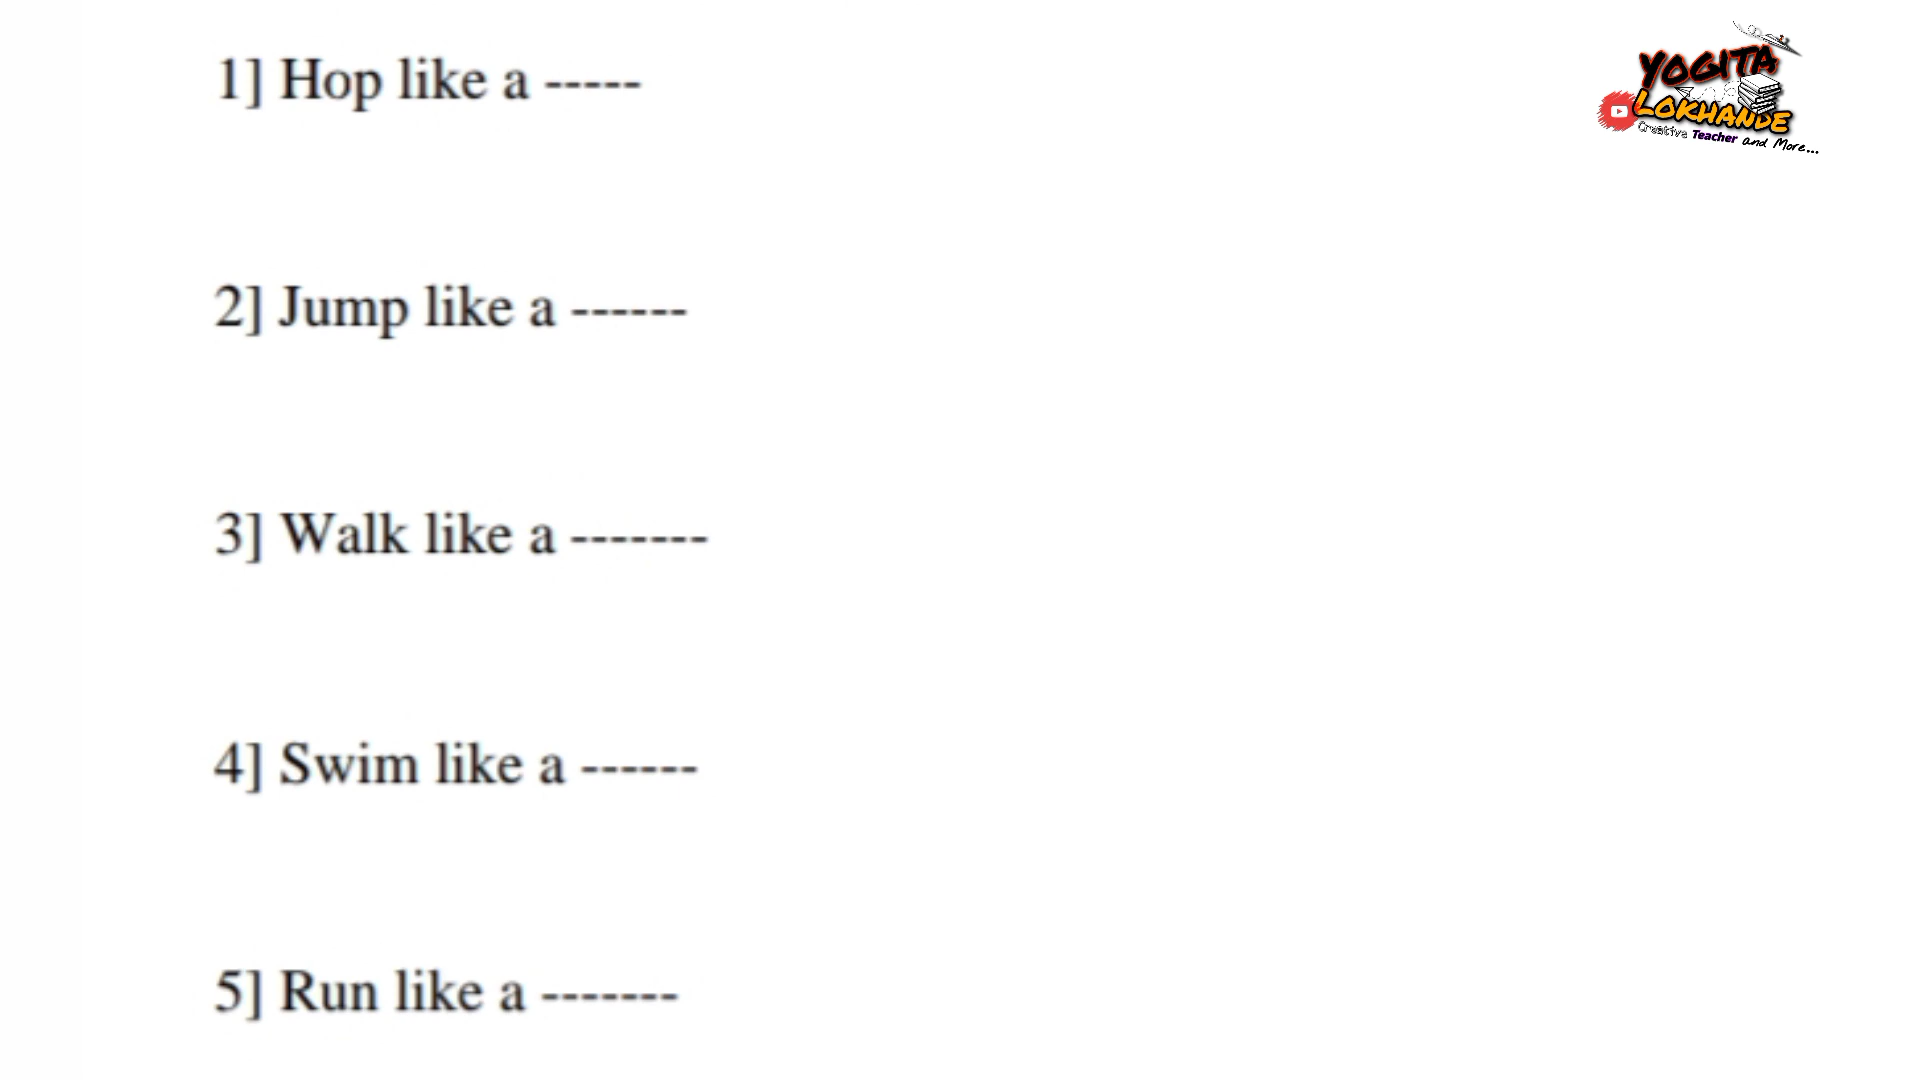 1] Hop like a -----
YOGITA
LOKHANDE
Creative Teacher and More...
2] Jump like a ------
3] Walk like a -------
4] Swim like a ------
5] Run like a -------